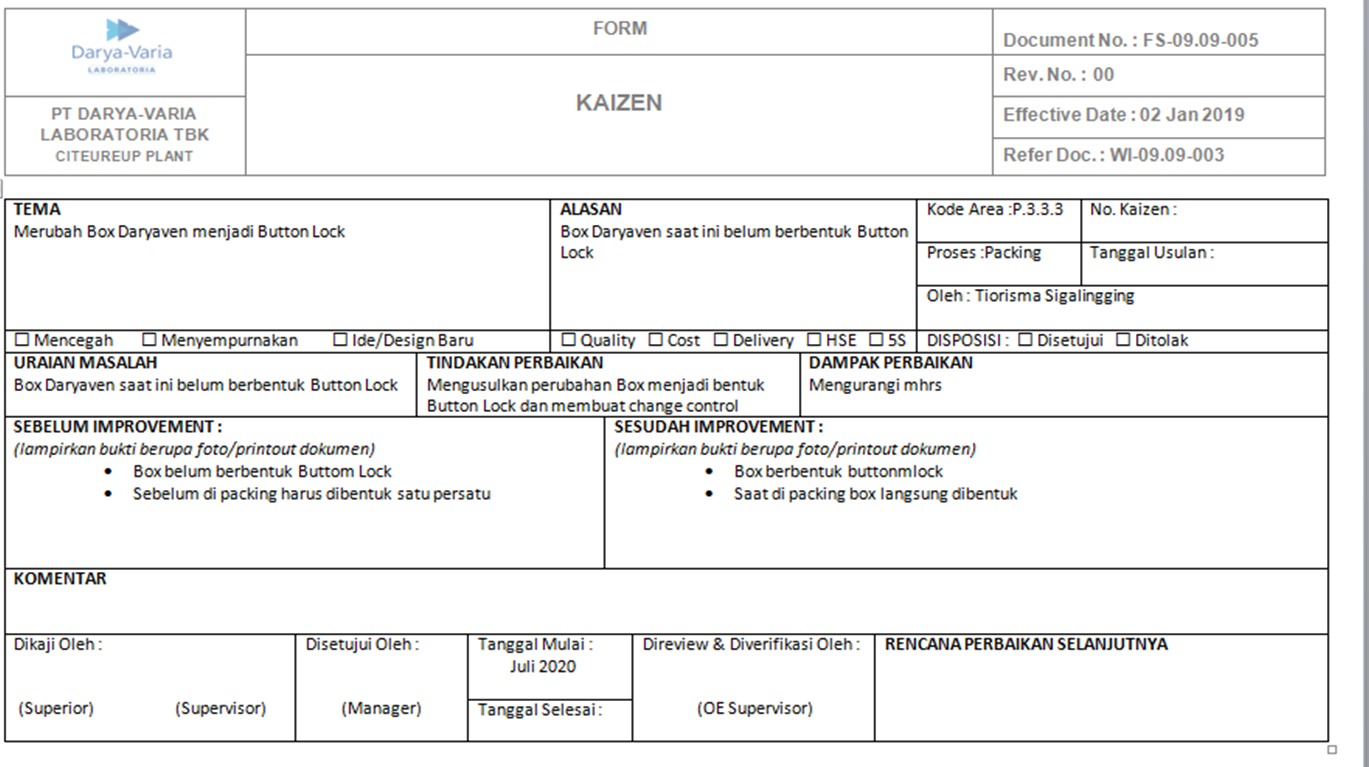 Darya-Varia
LABORATORIA
PT DARYA-VARIA
LABORATORIA TBK
CITEUREUP PLANT
FORM
KAIZEN
Document No. : FS-09.09-005
Rev. No. : 00
Effective Date : 02 Jan 2019
Refer Doc. : WI-09.09-003
TEMA
Merubah Box Daryaven menjadi Button Lock
ALASAN
Box Daryaven saat ini belum berbentuk Button
Lock
Kode Area :P.3.3.3
No. Kaizen :
Proses :Packing
Tanggal Usulan :
Oleh : Tiorisma Sigalingging
☐ Mencegah ☐ Menyempurnakan ☐ Ide/Design Baru
☐ Quality ☐ Cost ☐ Delivery ☐ HSE ☐ 5S
DISPOSISI : ☐ Disetujui ☐ Ditolak
URAIAN MASALAH
Box Daryaven saat ini belum berbentuk Button Lock
TINDAKAN PERBAIKAN
Mengusulkan perubahan Box menjadi bentuk
Button Lock dan membuat change control
DAMPAK PERBAIKAN
Mengurangi mhrs
SEBELUM IMPROVEMENT :
(lampirkan bukti berupa foto/printout dokumen)
• Box belum berbentuk Buttom Lock
• Sebelum di packing harus dibentuk satu persatu
SESUDAH IMPROVEMENT :
(lampirkan bukti berupa foto/printout dokumen)
• Box berbentuk buttonmlock
• Saat di packing box langsung dibentuk
KOMENTAR
Dikaji Oleh :
(Superior) (Supervisor)
Disetujui Oleh :
(Manager)
Tanggal Mulai :
Juli 2020
Tanggal Selesai :
Direview & Diverifikasi Oleh :
(OE Supervisor)
RENCANA PERBAIKAN SELANJUTNYA